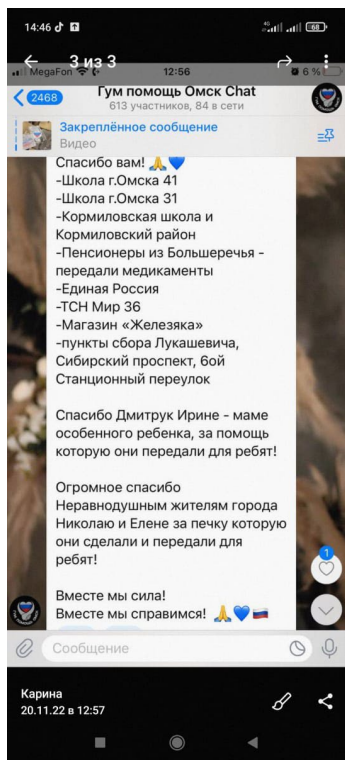 14:46
4G
68
3 из 3
MegaFon
12:56
6 %
2468
Гум помощь Омск Chat
613 участников, 84 в сети
Закреплённое сообщение
Видео
Спасибо вам! 🙏💙
-Школа г.Омска 41
-Школа г.Омска 31
-Кормиловская школа и
Кормиловский район
-Пенсионеры из Большеречья -
передали медикаменты
-Единая Россия
-ТСН Мир 36
-Магазин «Железяка»
-пункты сбора Лукашевича,
Сибирский проспект, 6ой
Станционный переулок
Спасибо Дмитрук Ирине - маме
особенного ребенка, за помощь
которую они передали для ребят!
Огромное спасибо
Неравнодушным жителям города
Николаю и Елене за печку которую
они сделали и передали для
ребят!
1
Вместе мы сила!
Вместе мы справимся! 🙏💙🇷🇺
Сообщение
Карина
20.11.22 в 12:57